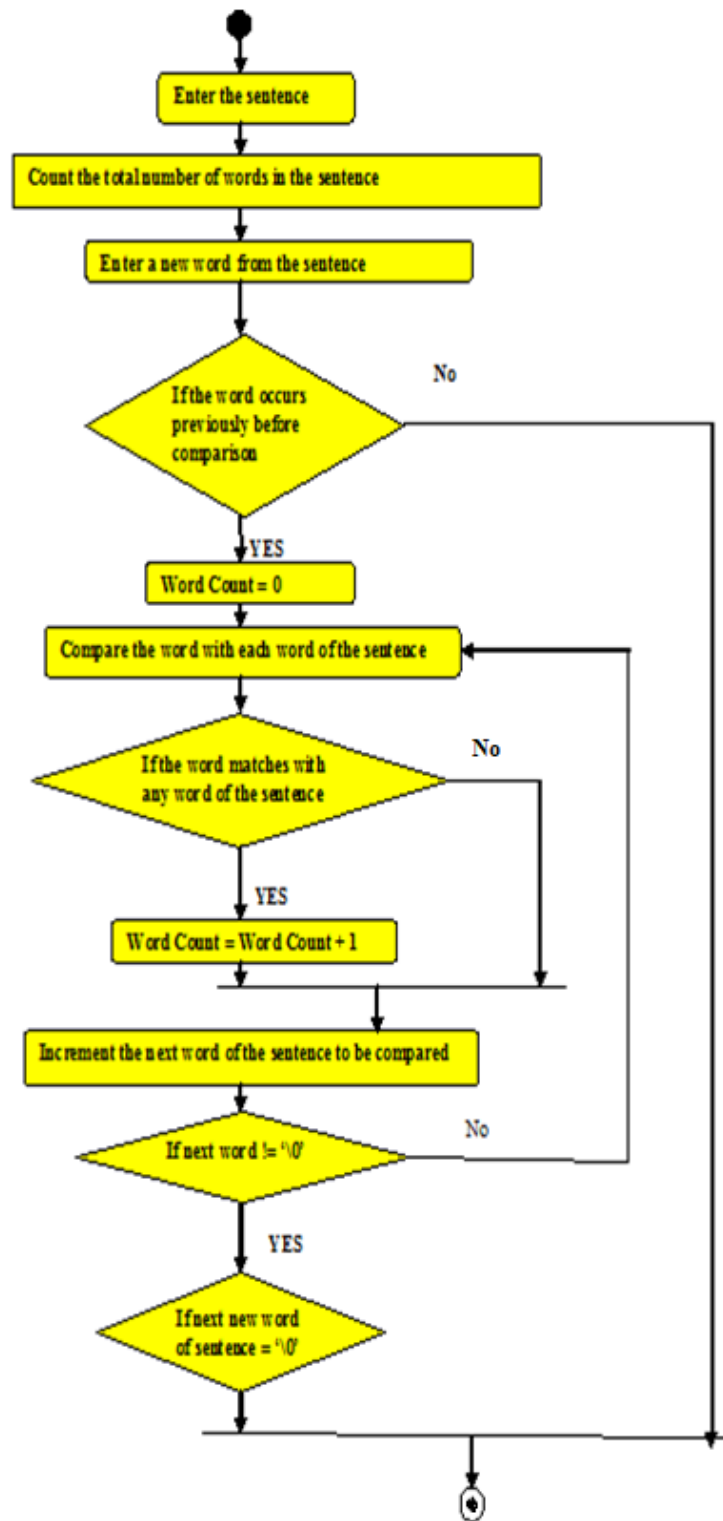 Enter the sentence
Count the total number of words in the sentence
Enter a new word from the sentence
No
If the word occurs
previously before
comparison
YES
Word Count = 0
Compare the word with each word of the sentence
No
If the word matches with
any word of the sentence
YES
Word Count = Word Count + 1
Increment the next word of the sentence to be compared
No
If next word != ‘\0’
YES
If next new word
of sentence = ‘\0’